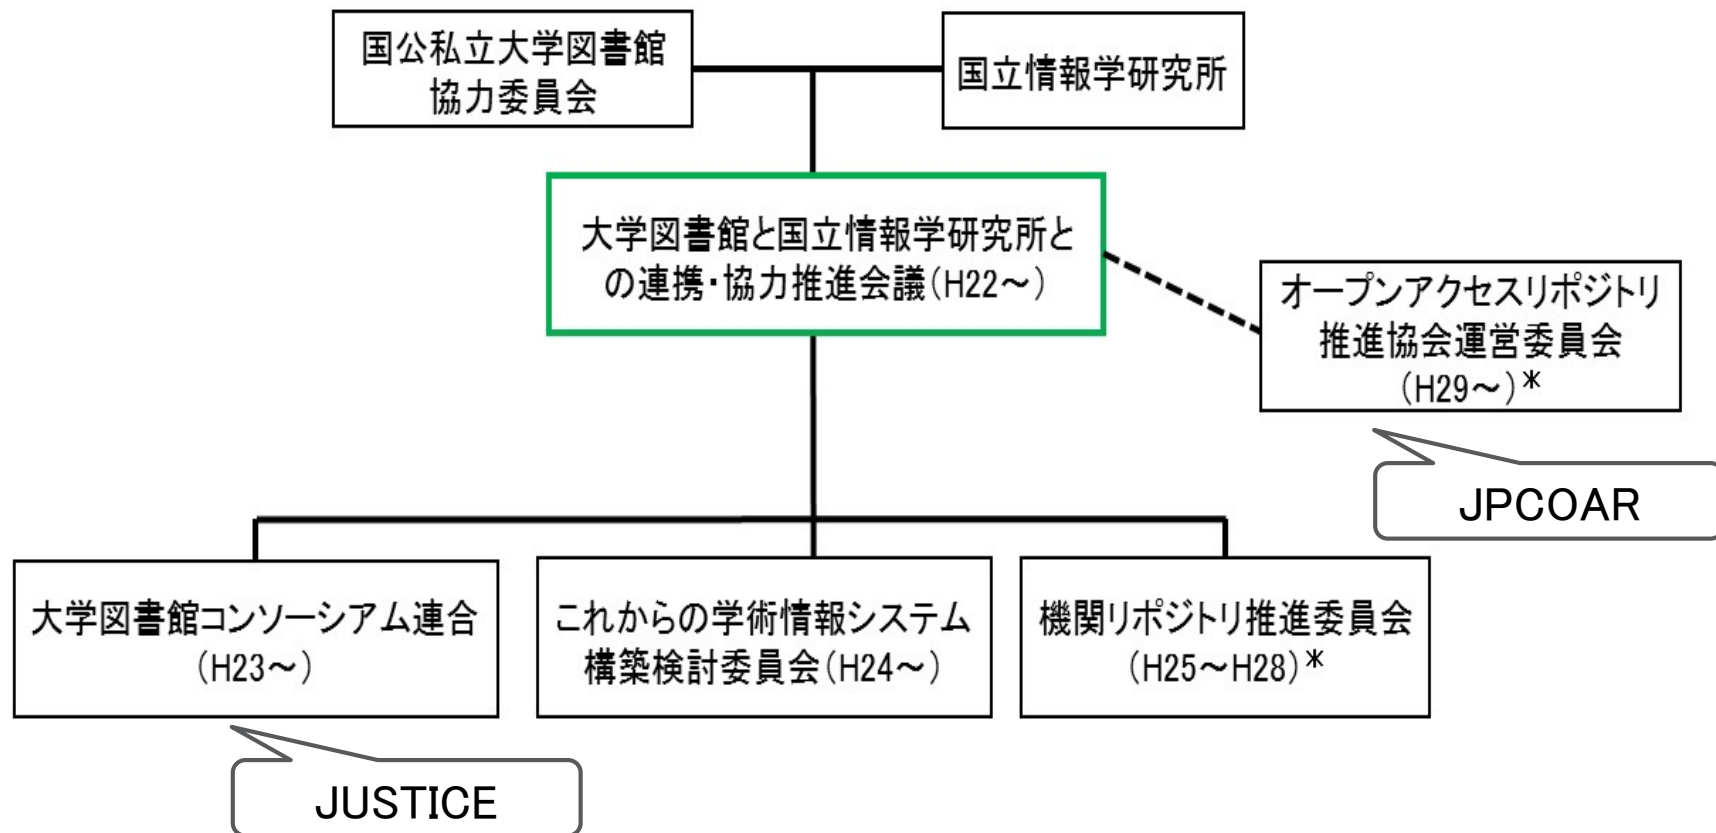 国公私立大学図書館
協力委員会
国立情報学研究所
大学図書館と国立情報学研究所と
の連携・協力推進会議(H22～)
オープンアクセスリポジトリ
推進協会運営委員会
(H29～)*
JPCOAR
大学図書館コンソーシアム連合
(H23～)
これからの学術情報システム
構築検討委員会(H24～)
機関リポジトリ推進委員会
(H25～H28)*
JUSTICE